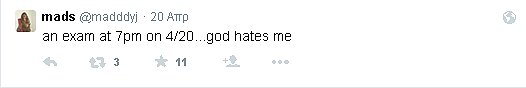 mads @madddyj · 20 Απρ
an exam at 7pm on 4/20...god hates me
3 11